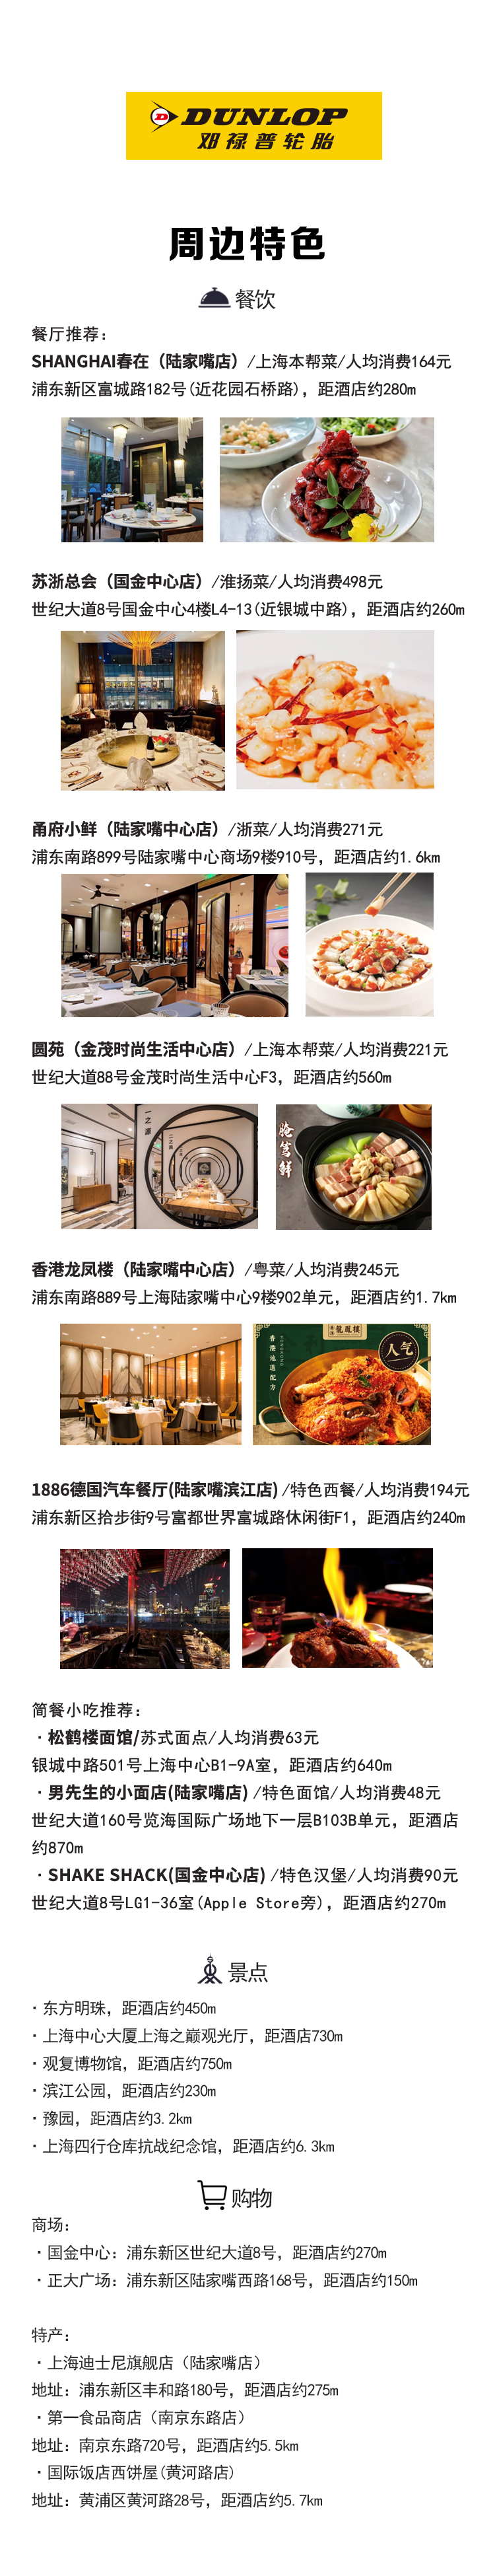 DUNLOP
邓禄普轮胎
周边特色
餐饮
餐厅推荐：
SHANGHAI春在（陆家嘴店）/上海本帮菜/人均消费164元
浦东新区富城路182号(近花园石桥路)，距酒店约280m
苏浙总会（国金中心店）/淮扬菜/人均消费498元
世纪大道8号国金中心4楼L4-13(近银城中路)，距酒店约260m
甬府小鲜（陆家嘴中心店）/浙菜/人均消费271元
浦东南路899号陆家嘴中心商场9楼910号，距酒店约1.6km
圆苑（金茂时尚生活中心店）/上海本帮菜/人均消费221元
世纪大道88号金茂时尚生活中心F3，距酒店约560m
腌笃鲜
香港龙凤楼（陆家嘴中心店）/粤菜/人均消费245元
浦东南路889号上海陆家嘴中心9楼902单元，距酒店约1.7km
龍鳳樓
香港地道配方
人气
1886德国汽车餐厅(陆家嘴滨江店)/特色西餐/人均消费194元
浦东新区拾步街9号富都世界富城路休闲街F1，距酒店约240m
简餐小吃推荐：
·松鹤楼面馆/苏式面点/人均消费63元
银城中路501号上海中心B1-9A室，距酒店约640m
·男先生的小面店(陆家嘴店)/特色面馆/人均消费48元
世纪大道160号览海国际广场地下一层B103B单元，距酒店
约870m
·SHAKE SHACK(国金中心店)/特色汉堡/人均消费90元
世纪大道8号LG1-36室(Apple Store旁)，距酒店约270m
景点
·东方明珠，距酒店约450m
·上海中心大厦上海之巅观光厅，距酒店730m
·观复博物馆，距酒店约750m
·滨江公园，距酒店约230m
·豫园，距酒店约3.2km
·上海四行仓库抗战纪念馆，距酒店约6.3km
购物
商场：
·国金中心：浦东新区世纪大道8号，距酒店约270m
·正大广场：浦东新区陆家嘴西路168号，距酒店约150m
特产：
·上海迪士尼旗舰店（陆家嘴店）
地址：浦东新区丰和路180号，距酒店约275m
·第一食品商店（南京东路店）
地址：南京东路720号，距酒店约5.5km
·国际饭店西饼屋(黄河路店)
地址：黄浦区黄河路28号，距酒店约5.7km